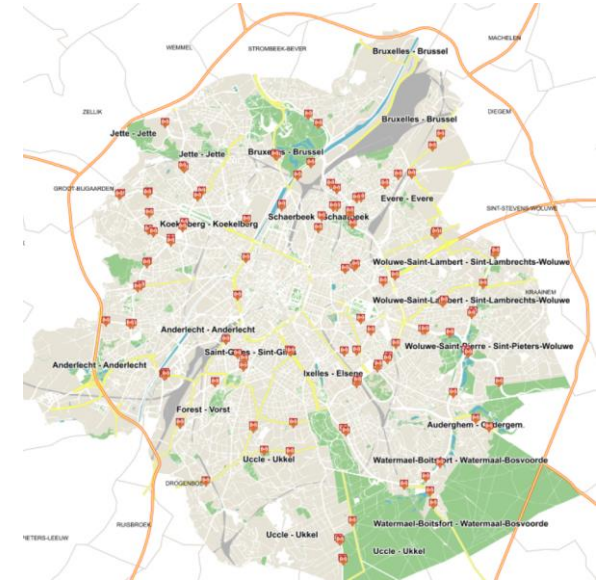 MACHELEN
WEMMEL
STROMBEEK-BEVER
Bruxelles - Brussel
ZELLIK
DIEGEM
Bruxelles - Brussel
Jette - Jette
Jette - Jette
Bruxelles - Brussel
GROOT-BIJGAARDEN
Evere - Evere
SINT-STEVENS-WOLUWE
Schaerbeek - Schaarbeek
Koekelberg - Koekelberg
Woluwe-Saint-Lambert - Sint-Lambrechts-Woluwe
KRAAINEM
Woluwe-Saint-Lambert - Sint-Lambrechts-Woluwe
Anderlecht - Anderlecht
Woluwe-Saint-Pierre - Sint-Pieters-Woluwe
Saint-Gilles - Sint-Gillis
Anderlecht - Anderlecht
Ixelles - Elsene
Forest - Vorst
Auderghem - Oudergem
Uccle - Ukkel
Watermael-Boitsfort - Watermaal-Bosvoorde
DROGENBOS
RUISBROEK
Watermael-Boitsfort - Watermaal-Bosvoorde
PIETERS-LEEUW
Uccle - Ukkel
Uccle - Ukkel